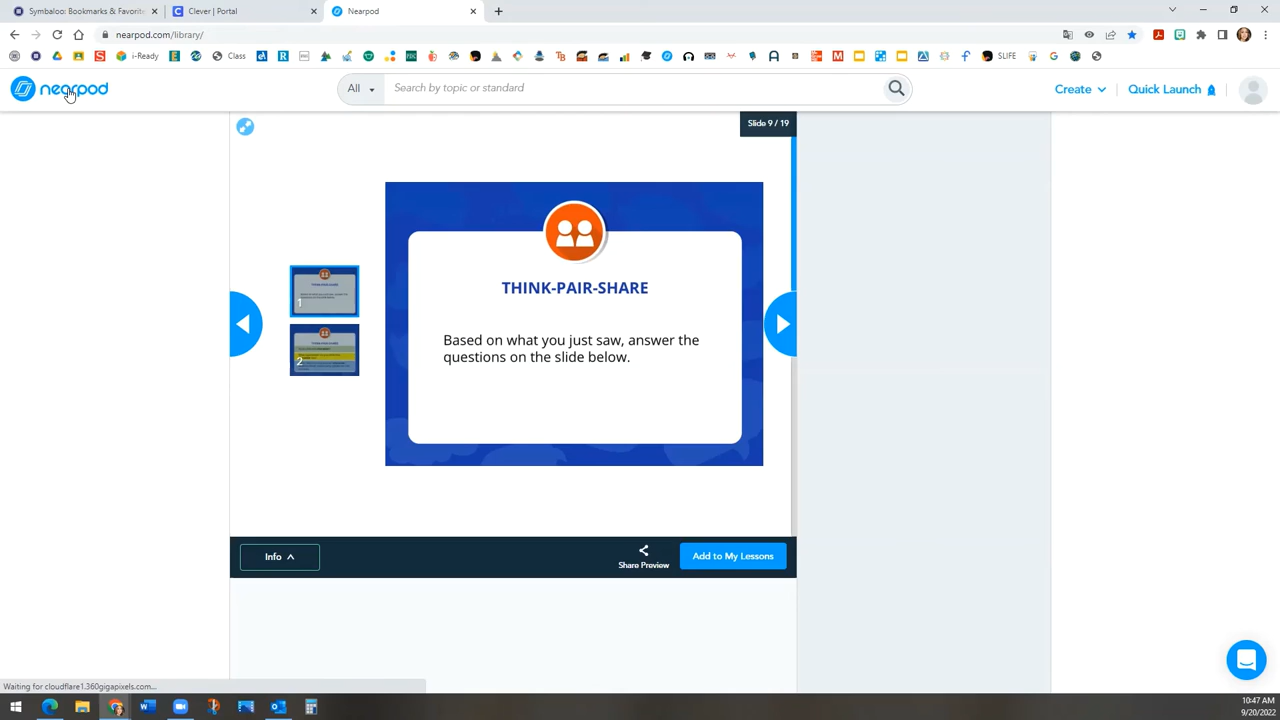 Symbaloo: Bookmarks & Favorite
Clever | Portal
Nearpod
nearpod.com/library/
i-Ready
Class
SLIFE
nearpod
All
Search by topic or standard
Create
Quick Launch
Slide 9 / 19
THINK-PAIR-SHARE
Based on what you just saw, answer the
questions on the slide below.
1
2
Info
Share Preview
Add to My Lessons
Waiting for cloudflare1.360gigapixels.com...
10:47 AM
9/20/2022